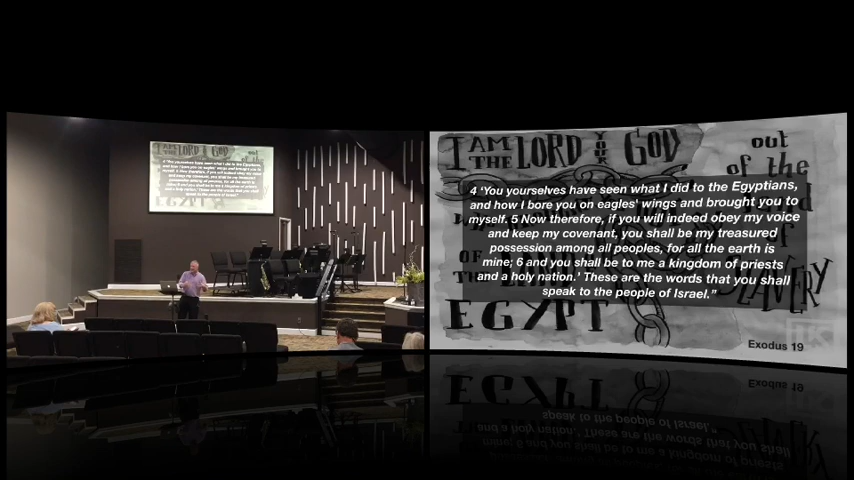 I AM THE LORD YOUR GOD
out
of the
4 ‘You yourselves have seen what I did to the Egyptians,
and how I bore you on eagles' wings and brought you to
myself. 5 Now therefore, if you will indeed obey my voice
and keep my covenant, you shall be my treasured
possession among all peoples, for all the earth is
mine; 6 and you shall be to me a kingdom of priests
and a holy nation.’ These are the words that you shall
speak to the people of Israel.”
OF
SLAVERY
EGYPT
Exodus 19